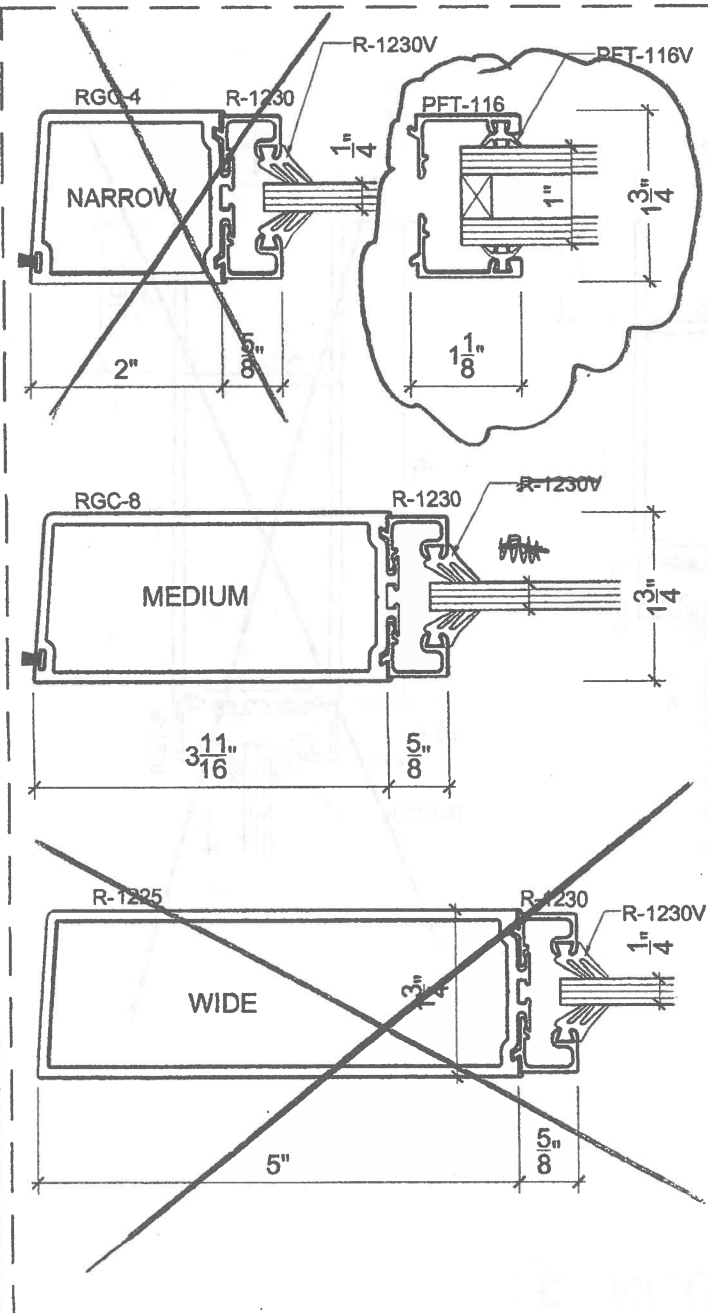 R-1230V
PFT-116V
RGC-4
R-1230
PFT-116
1/4"
NARROW
1"
1 3/4"
2"
5/8"
1 1/8"
RGC-8
R-1230
R-1230V
MEDIUM
1 3/4"
3 11/16"
5/8"
R-1225
R-1230
R-1230V
1/4"
1 3/4"
WIDE
5"
5/8"